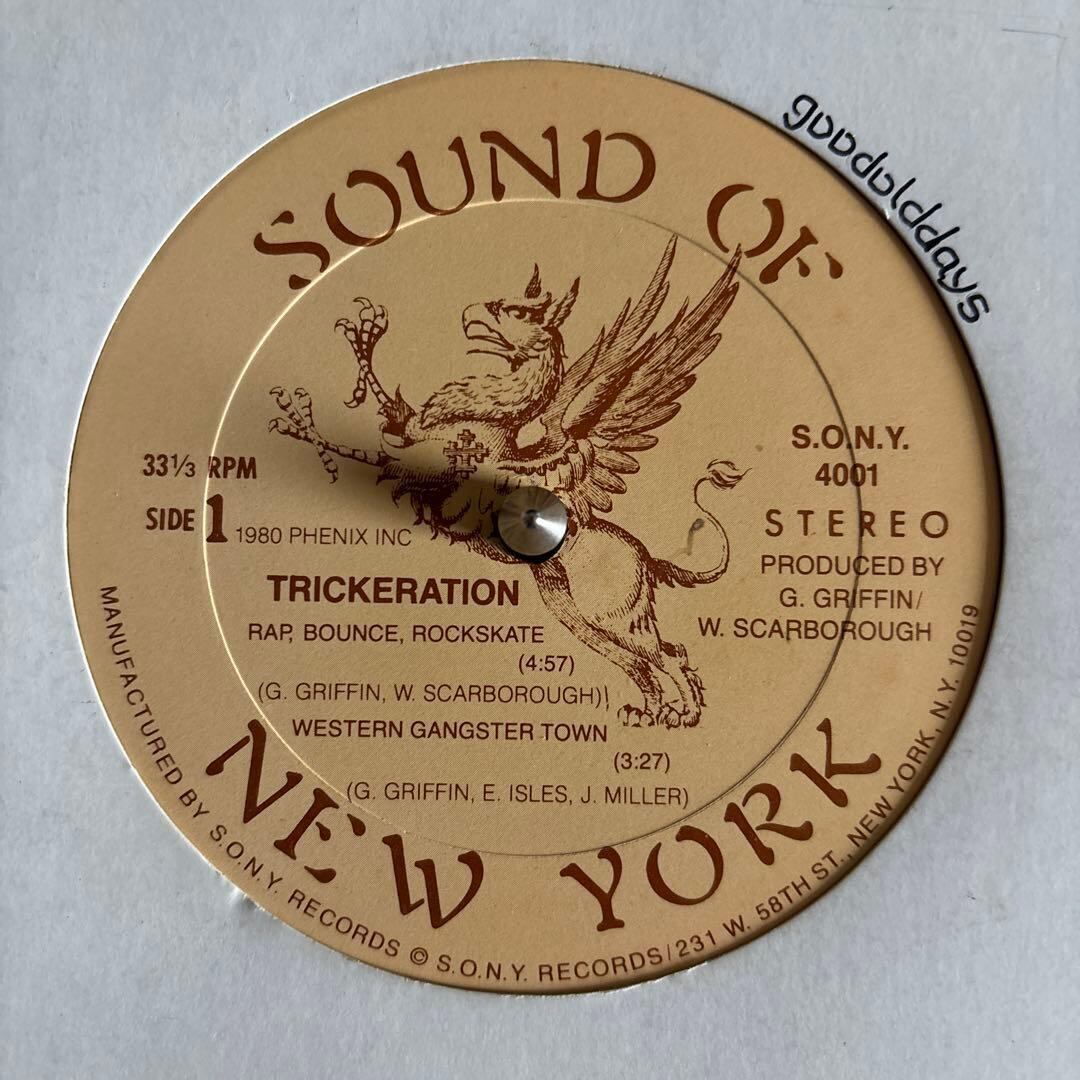 goodolddays
SOUND OF
NEW YORK
33⅓ RPM
SIDE 1
1980 PHENIX INC
S.O.N.Y.
4001
STEREO
PRODUCED BY
G. GRIFFIN/
W. SCARBOROUGH
TRICKERATION
RAP, BOUNCE, ROCKSKATE
(4:57)
(G. GRIFFIN, W. SCARBOROUGH)
WESTERN GANGSTER TOWN
(3:27)
(G. GRIFFIN, E. ISLES, J. MILLER)
MANUFACTURED BY S.O.N.Y. RECORDS © S.O.N.Y. RECORDS/231 W. 58TH ST., NEW YORK, N.Y. 10019